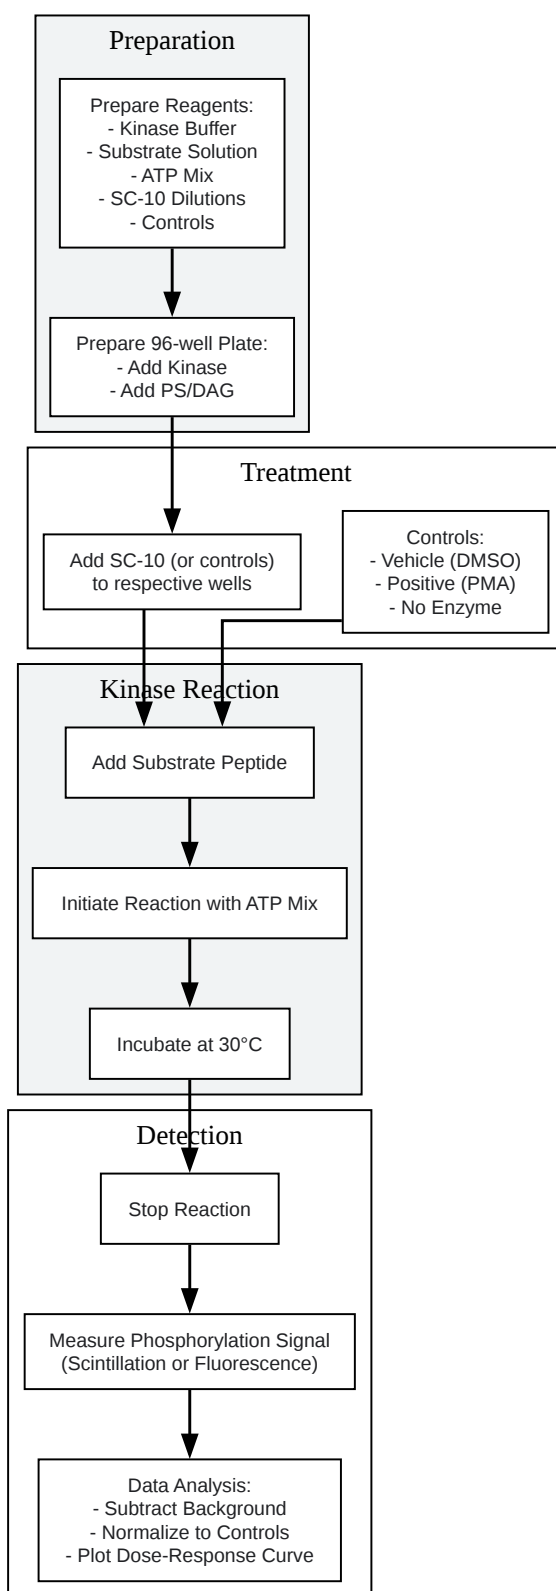 Preparation
Prepare Reagents:
- Kinase Buffer
- Substrate Solution
- ATP Mix
- SC-10 Dilutions
- Controls
Prepare 96-well Plate:
- Add Kinase
- Add PS/DAG
Treatment
Add SC-10 (or controls)
to respective wells
Controls:
- Vehicle (DMSO)
- Positive (PMA)
- No Enzyme
Kinase Reaction
Add Substrate Peptide
Initiate Reaction with ATP Mix
Incubate at 30°C
Detection
Stop Reaction
Measure Phosphorylation Signal
(Scintillation or Fluorescence)
Data Analysis:
- Subtract Background
- Normalize to Controls
- Plot Dose-Response Curve